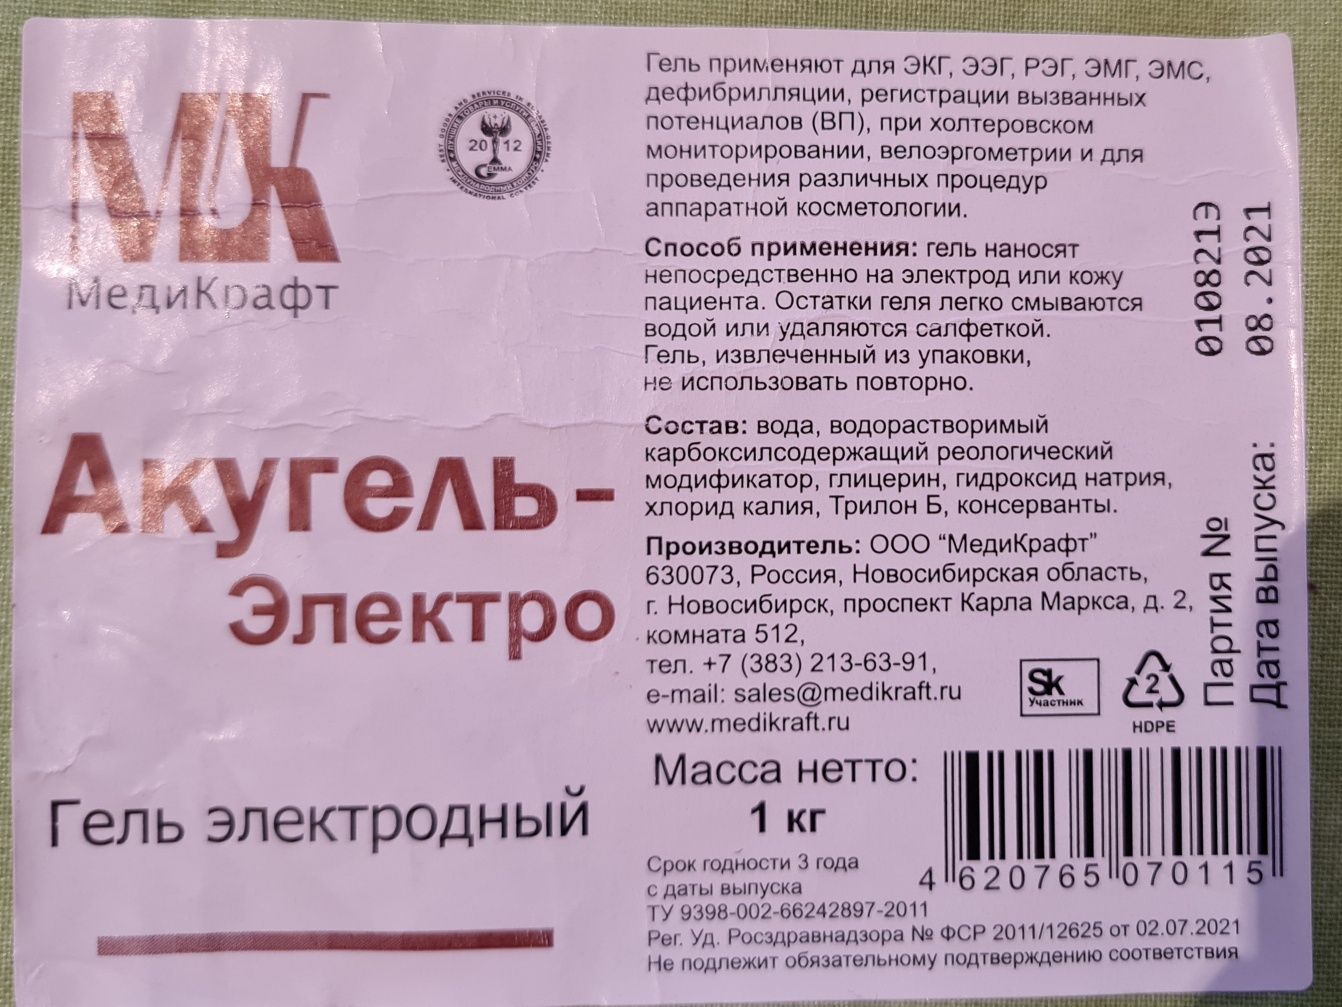 МК
МедиКрафт
2012
GEMMA
INTERNATIONAL CONTEST
Акугель-
Электро
Гель электродный
Гель применяют для ЭКГ, ЭЭГ, РЭГ, ЭМГ, ЭМС,
дефибрилляции, регистрации вызванных
потенциалов (ВП), при холтеровском
мониторировании, велоэргометрии и для
проведения различных процедур
аппаратной косметологии.
Способ применения: гель наносят
непосредственно на электрод или кожу
пациента. Остатки геля легко смываются
водой или удаляются салфеткой.
Гель, извлеченный из упаковки,
не использовать повторно.
Состав: вода, водорастворимый
карбоксилсодержащий реологический
модификатор, глицерин, гидроксид натрия,
хлорид калия, Трилон Б, консерванты.
Производитель: ООО “МедиКрафт”
630073, Россия, Новосибирская область,
г. Новосибирск, проспект Карла Маркса, д. 2,
комната 512,
тел. +7 (383) 213-63-91,
e-mail: sales@medikraft.ru
www.medikraft.ru
Sk
Участник
2
HDPE
Партия № 010821Э
Дата выпуска: 08.2021
Масса нетто:
1 кг
Срок годности 3 года
с даты выпуска
ТУ 9398-002-66242897-2011
Рег. Уд. Росздравнадзора № ФСР 2011/12625 от 02.07.2021
Не подлежит обязательному подтверждению соответствия
4 620765 070115